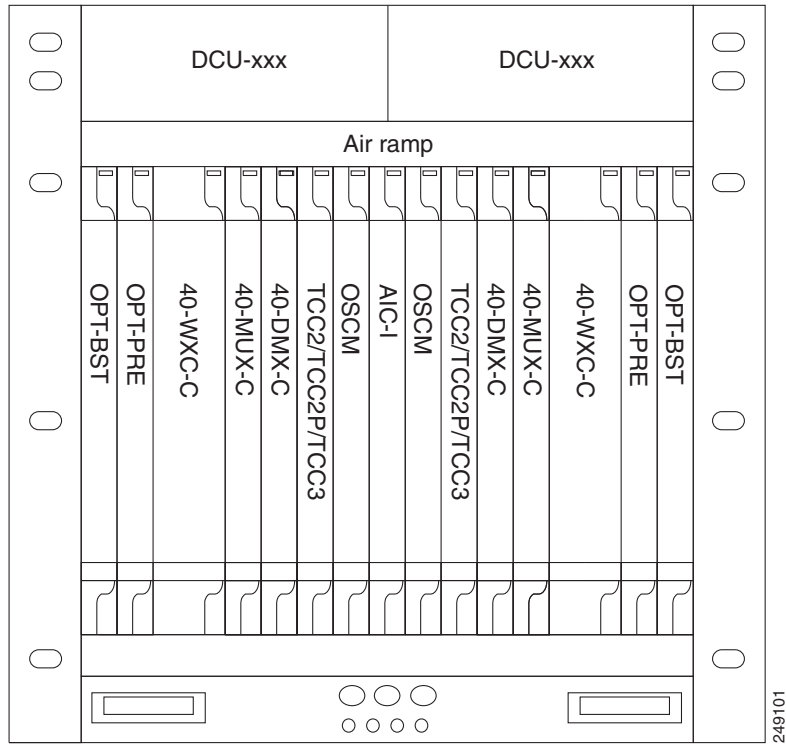 DCU-xxx
DCU-xxx
Air ramp
OPT-BST
OPT-PRE
40-WXC-C
40-MUX-C
40-DMX-C
TCC2/TCC2P/TCC3
OSCM
AIC-I
OSCM
TCC2/TCC2P/TCC3
40-DMX-C
40-MUX-C
40-WXC-C
OPT-PRE
OPT-BST
249101